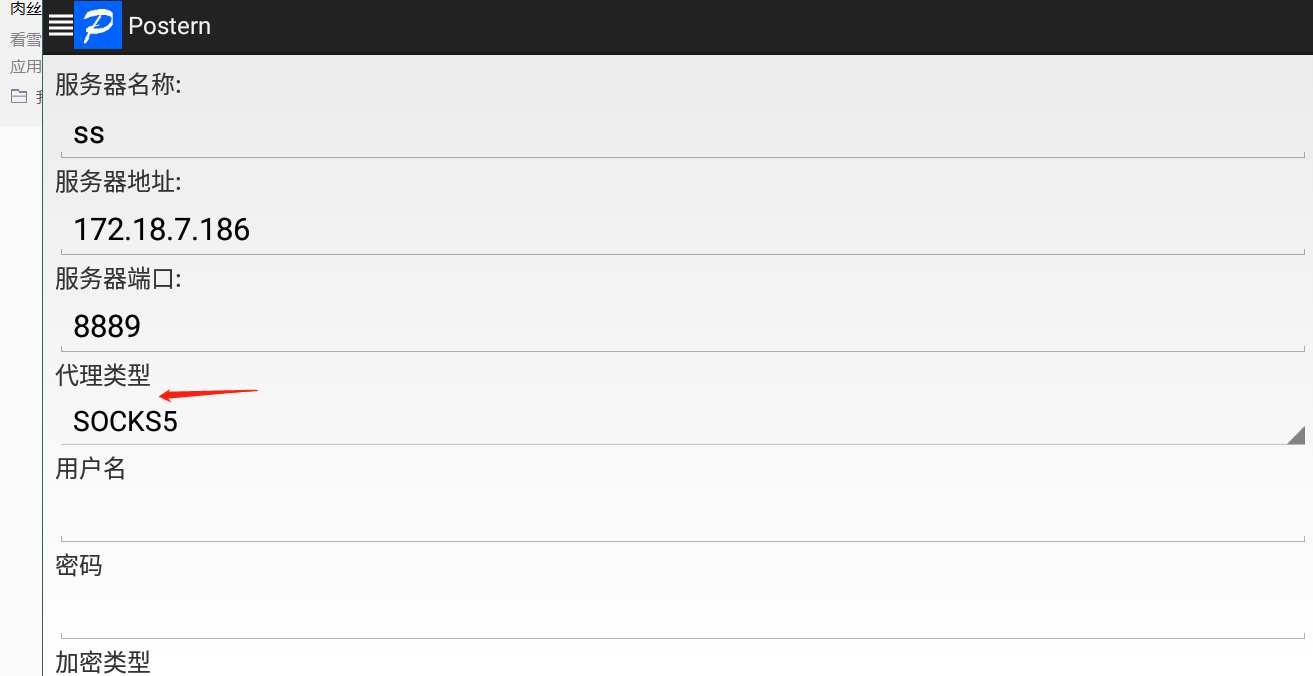 肉丝
看雪
应用
Postern
服务器名称:
ss
服务器地址:
172.18.7.186
服务器端口:
8889
代理类型
SOCKS5
用户名
密码
加密类型